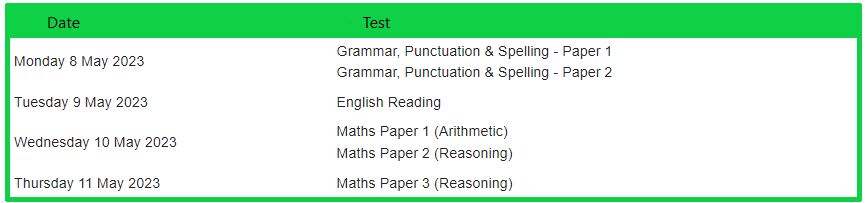 Date Test
Monday 8 May 2023
Grammar, Punctuation & Spelling - Paper 1
Grammar, Punctuation & Spelling - Paper 2
Tuesday 9 May 2023 English Reading
Wednesday 10 May 2023
Maths Paper 1 (Arithmetic)
Maths Paper 2 (Reasoning)
Thursday 11 May 2023 Maths Paper 3 (Reasoning)